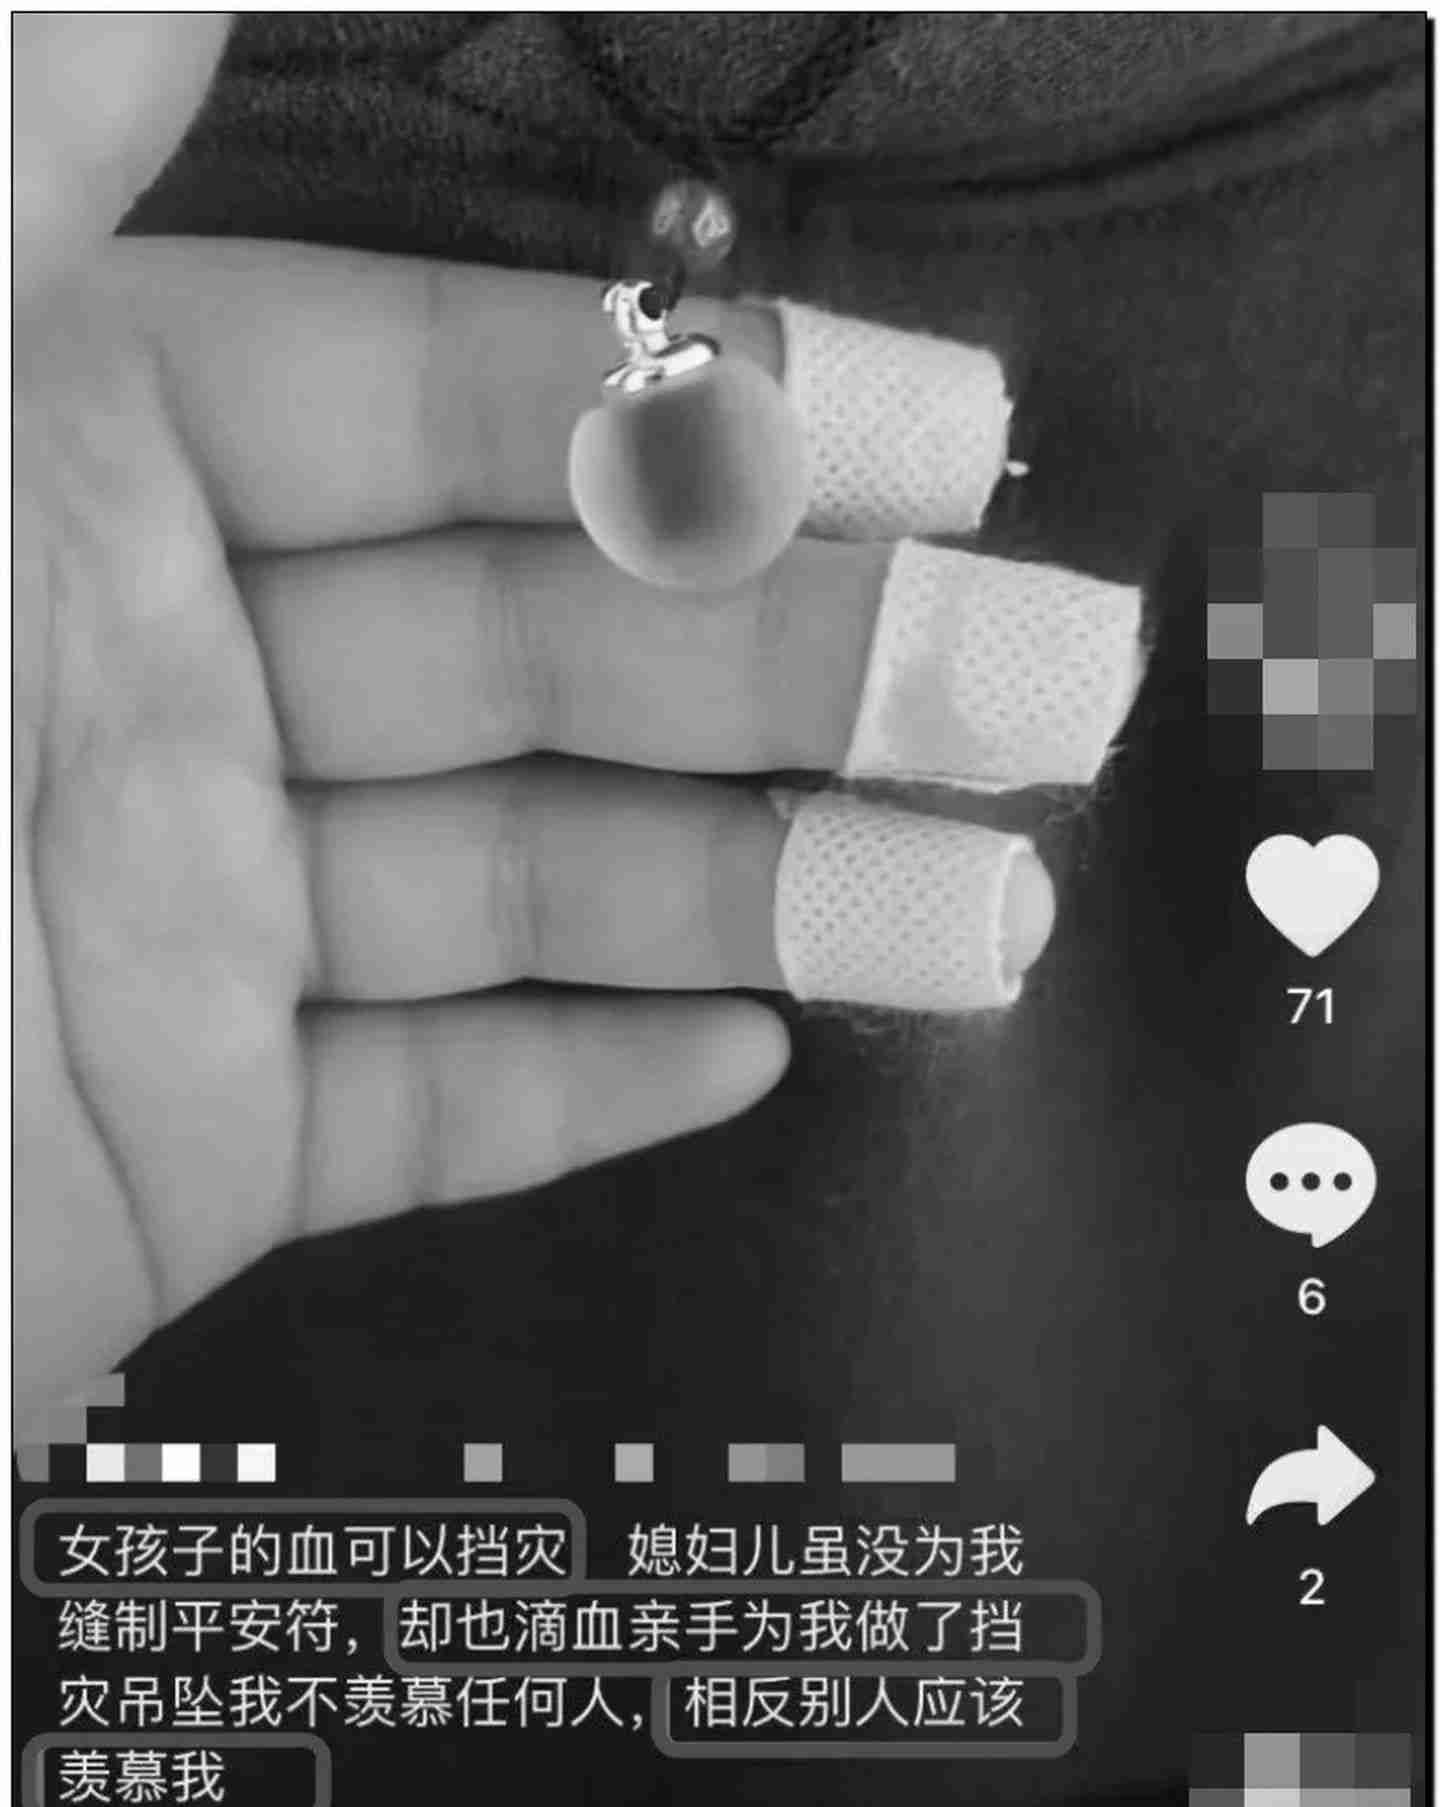 71
6
2
女孩子的血可以挡灾 媳妇儿虽没为我
缝制平安符，却也滴血亲手为我做了挡
灾吊坠我不羡慕任何人，相反别人应该
羡慕我